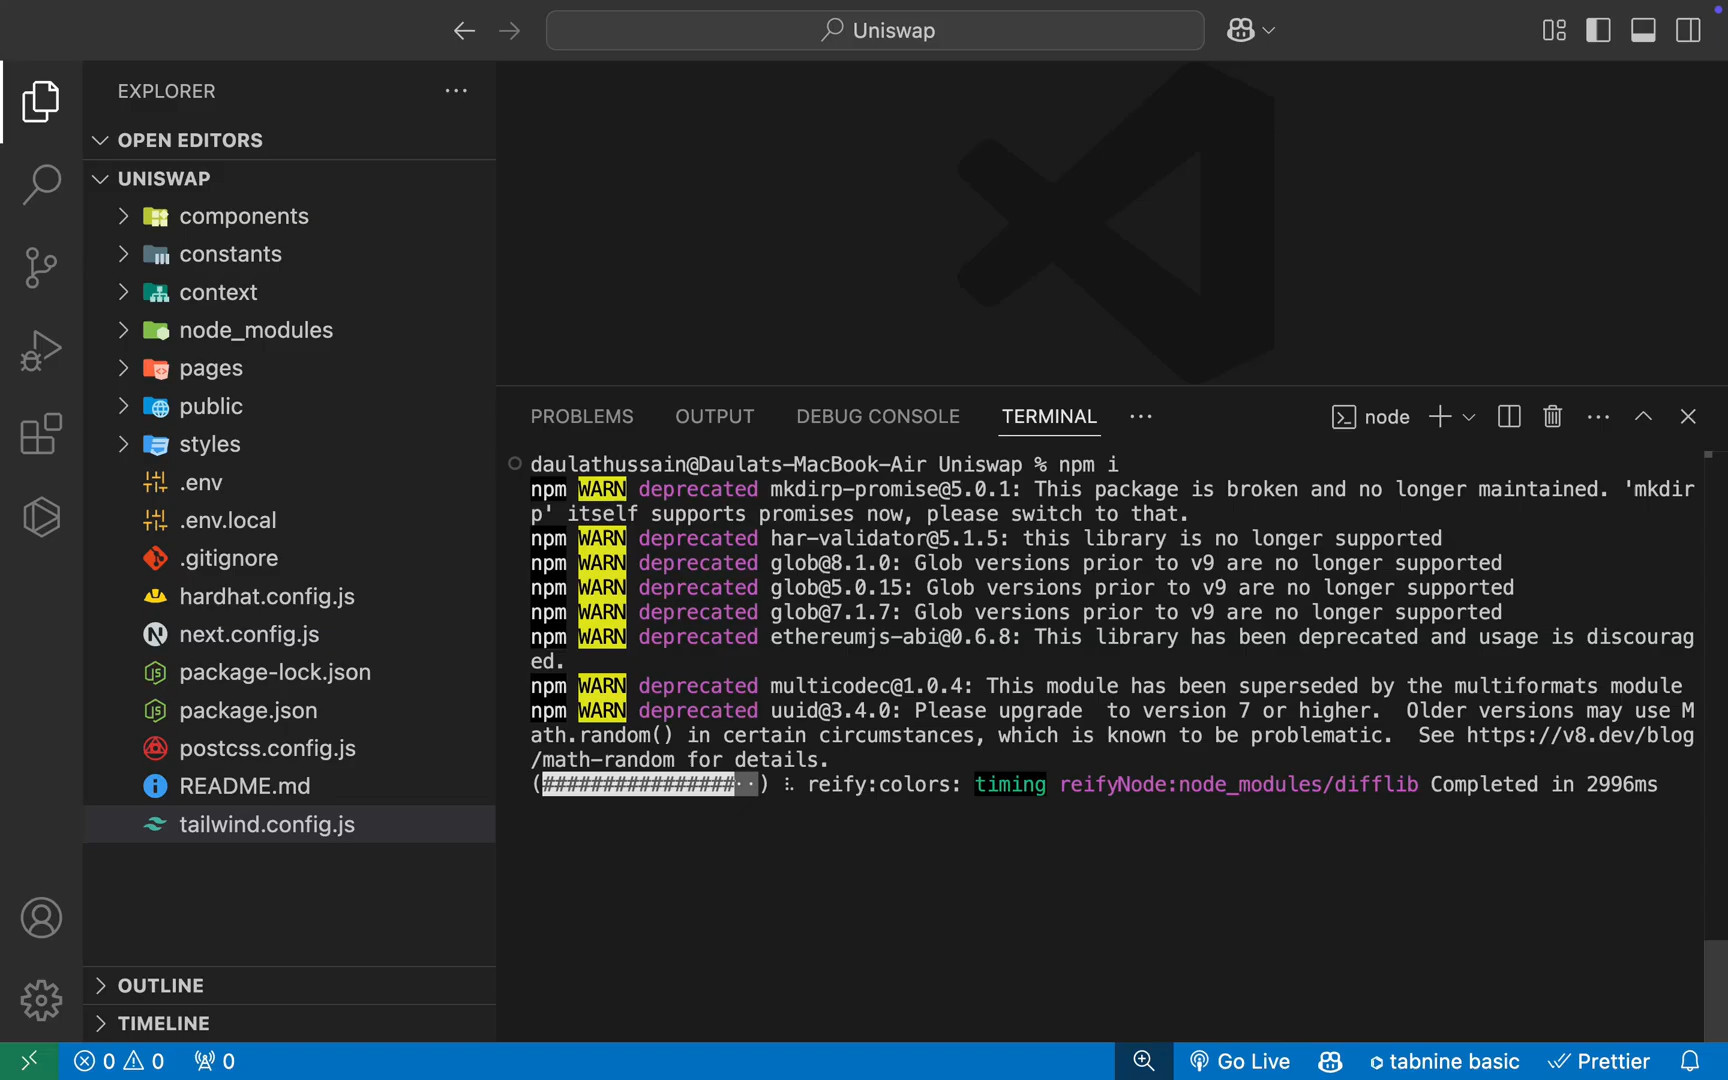 Uniswap
EXPLORER
OPEN EDITORS
UNISWAP
components
constants
context
node_modules
pages
public
styles
.env
.env.local
.gitignore
hardhat.config.js
next.config.js
package-lock.json
package.json
postcss.config.js
README.md
tailwind.config.js
OUTLINE
TIMELINE
PROBLEMS OUTPUT DEBUG CONSOLE TERMINAL node
daulathussain@Daulats-MacBook-Air Uniswap % npm i
npm WARN deprecated mkdirp-promise@5.0.1: This package is broken and no longer maintained. 'mkdir
p' itself supports promises now, please switch to that.
npm WARN deprecated har-validator@5.1.5: this library is no longer supported
npm WARN deprecated glob@8.1.0: Glob versions prior to v9 are no longer supported
npm WARN deprecated glob@5.0.15: Glob versions prior to v9 are no longer supported
npm WARN deprecated glob@7.1.7: Glob versions prior to v9 are no longer supported
npm WARN deprecated ethereumjs-abi@0.6.8: This library has been deprecated and usage is discourag
ed.
npm WARN deprecated multicodec@1.0.4: This module has been superseded by the multiformats module
npm WARN deprecated uuid@3.4.0: Please upgrade  to version 7 or higher.  Older versions may use M
ath.random() in certain circumstances, which is known to be problematic.  See https://v8.dev/blog
/math-random for details.
(################··) ⠧ reify:colors: timing reifyNode:node_modules/difflib Completed in 2996ms
0 0 0 Go Live tabnine basic Prettier